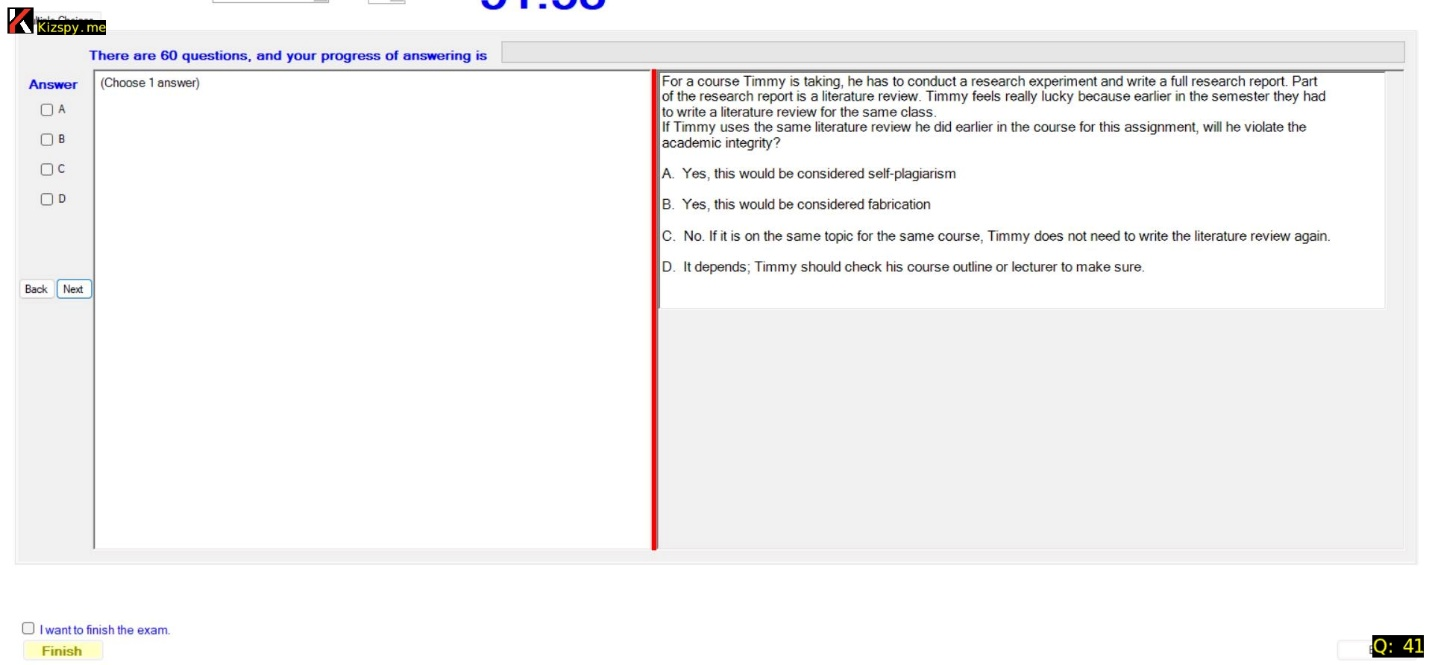 Kizspy.me
There are 60 questions, and your progress of answering is
Answer
A
B
C
D
Back Next
(Choose 1 answer)
For a course Timmy is taking, he has to conduct a research experiment and write a full research report. Part
of the research report is a literature review. Timmy feels really lucky because earlier in the semester they had
to write a literature review for the same class.
If Timmy uses the same literature review he did earlier in the course for this assignment, will he violate the
academic integrity?
A. Yes, this would be considered self-plagiarism
B. Yes, this would be considered fabrication
C. No. If it is on the same topic for the same course, Timmy does not need to write the literature review again.
D. It depends; Timmy should check his course outline or lecturer to make sure.
I want to finish the exam.
Finish
Q: 41